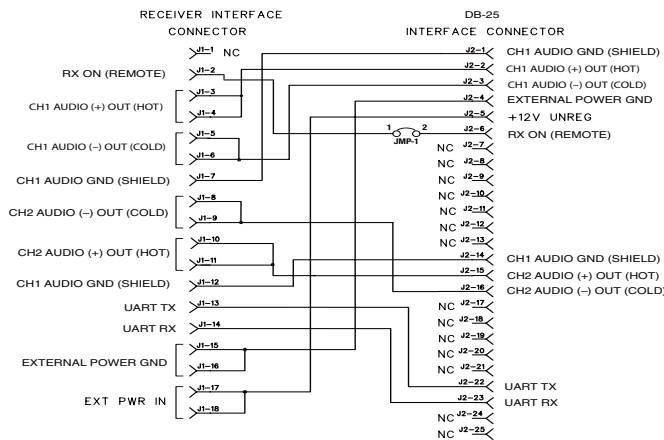 RECEIVER INTERFACE
CONNECTOR
DB-25
INTERFACE CONNECTOR
J1-1 NC
J1-2 RX ON (REMOTE)
J1-3
CH1 AUDIO (+) OUT (HOT)
J1-4
J1-5
CH1 AUDIO (-) OUT (COLD)
J1-6
CH1 AUDIO GND (SHIELD) J1-7
J1-8
CH2 AUDIO (-) OUT (COLD)
J1-9
J1-10
CH2 AUDIO (+) OUT (HOT)
J1-11
CH1 AUDIO GND (SHIELD) J1-12
UART TX J1-13
UART RX J1-14
J1-15
EXTERNAL POWER GND
J1-16
J1-17
EXT PWR IN
J1-18
1 2
JMP-1
J2-1 CH1 AUDIO GND (SHIELD)
J2-2 CH1 AUDIO (+) OUT (HOT)
J2-3 CH1 AUDIO (-) OUT (COLD)
J2-4 EXTERNAL POWER GND
J2-5 +12V UNREG
J2-6 RX ON (REMOTE)
NC J2-7
NC J2-8
NC J2-9
NC J2-10
NC J2-11
NC J2-12
NC J2-13
J2-14 CH1 AUDIO GND (SHIELD)
J2-15 CH2 AUDIO (+) OUT (HOT)
J2-16 CH2 AUDIO (-) OUT (COLD)
NC J2-17
NC J2-18
NC J2-19
NC J2-20
NC J2-21
J2-22 UART TX
J2-23 UART RX
NC J2-24
NC J2-25